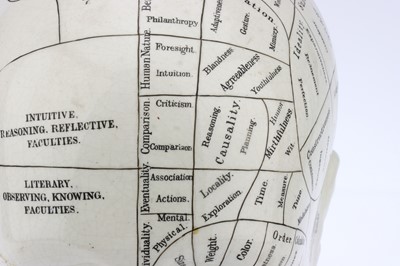 Philanthropy
Human Nature.
Foresight.
Intuition.
Adaptiveness
Gesture.
Memory.
Blandness
Agreeableness
Youthfulness
INTUITIVE.
REASONING. REFLECTIVE,
FACULTIES.
Comparison.
Criticism.
Comparison.
Reasoning.
Causality.
Planning
Humor
Mirthfulness
Wit.
LITERARY,
OBSERVING, KNOWING,
FACULTIES.
Eventuality.
Association
Actions.
Mental.
Physical.
Locality.
Exploration.
Time.
Measure.
Weight.
Color.
Order